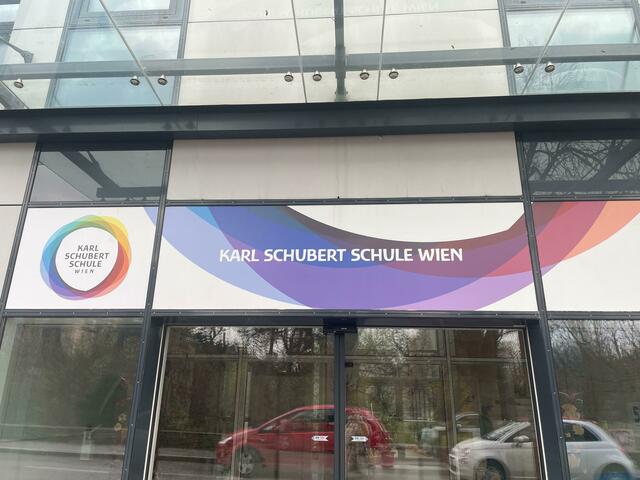 KARL
SCHUBERT
SCHULE
WIEN
KARL SCHUBERT SCHULE WIEN